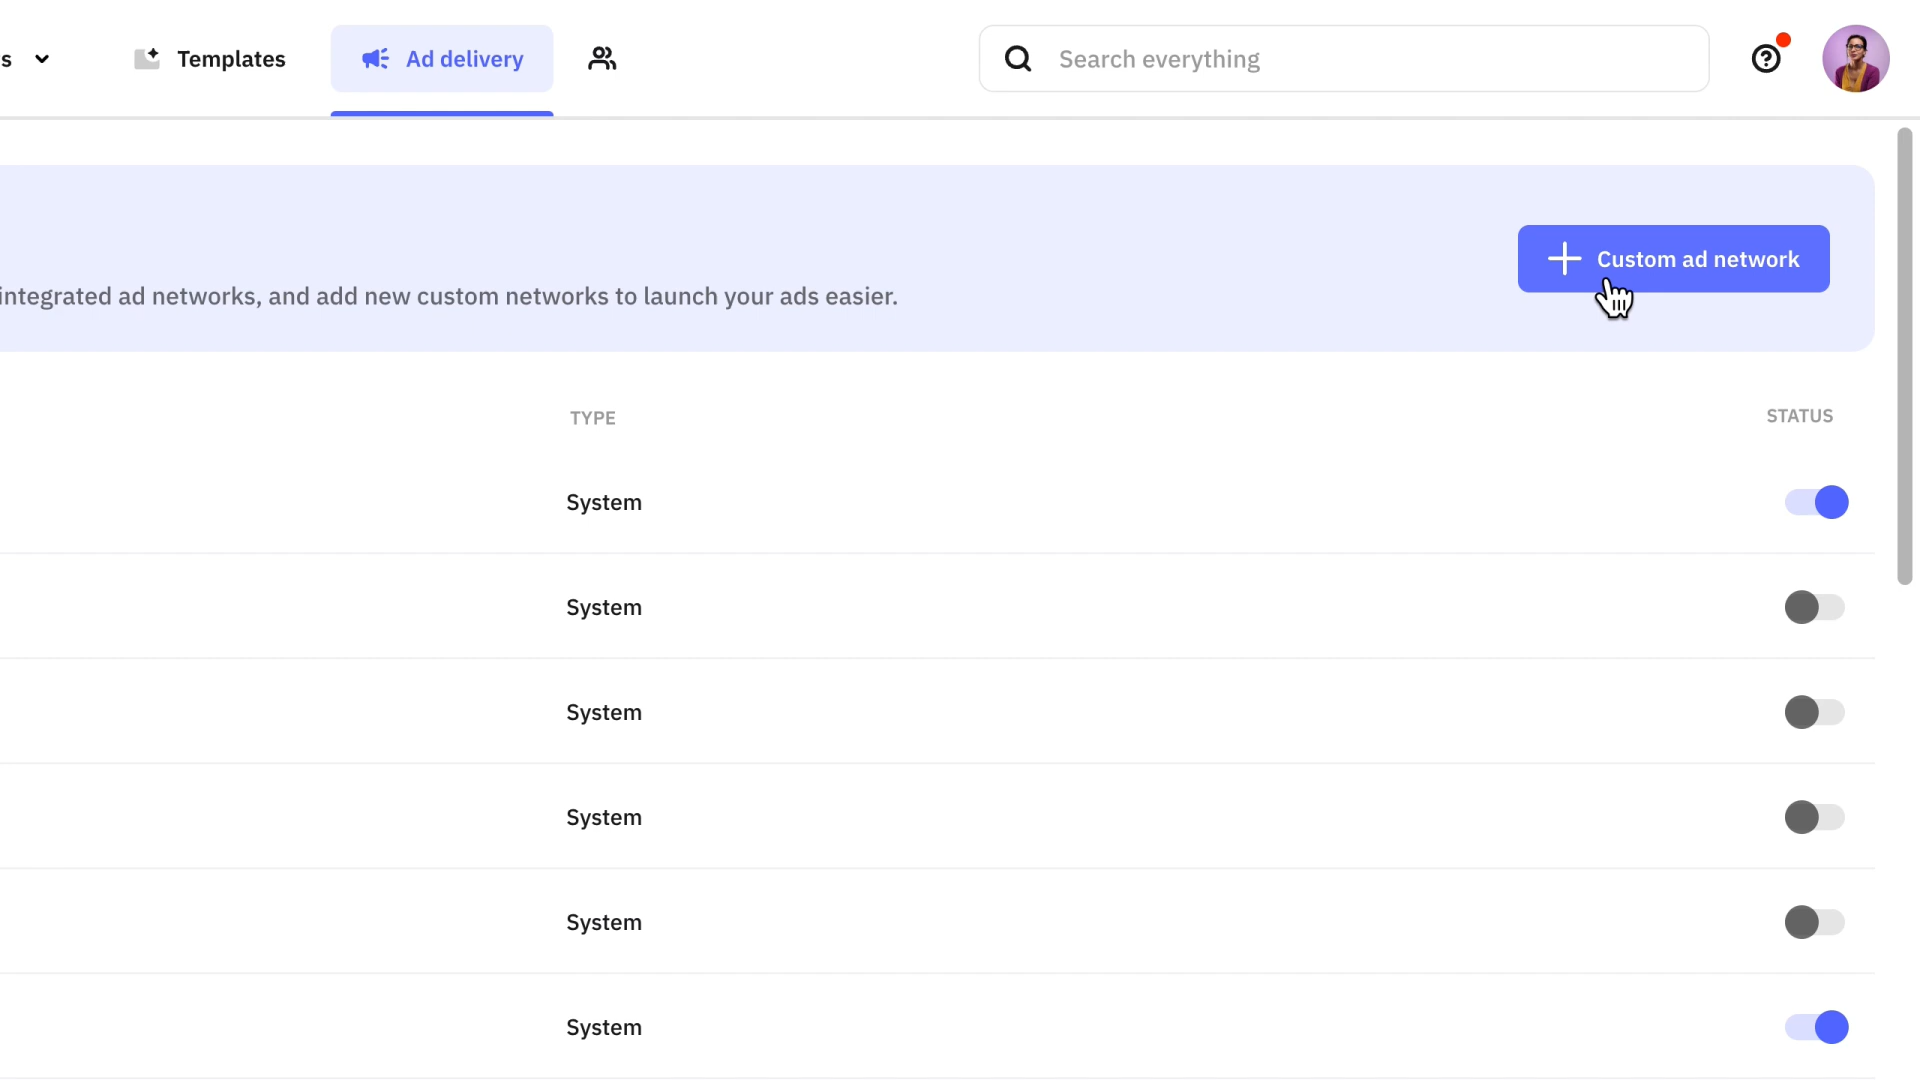 s
Templates
Ad delivery
Search everything
Custom ad network
integrated ad networks, and add new custom networks to launch your ads easier.
TYPE
STATUS
System
System
System
System
System
System